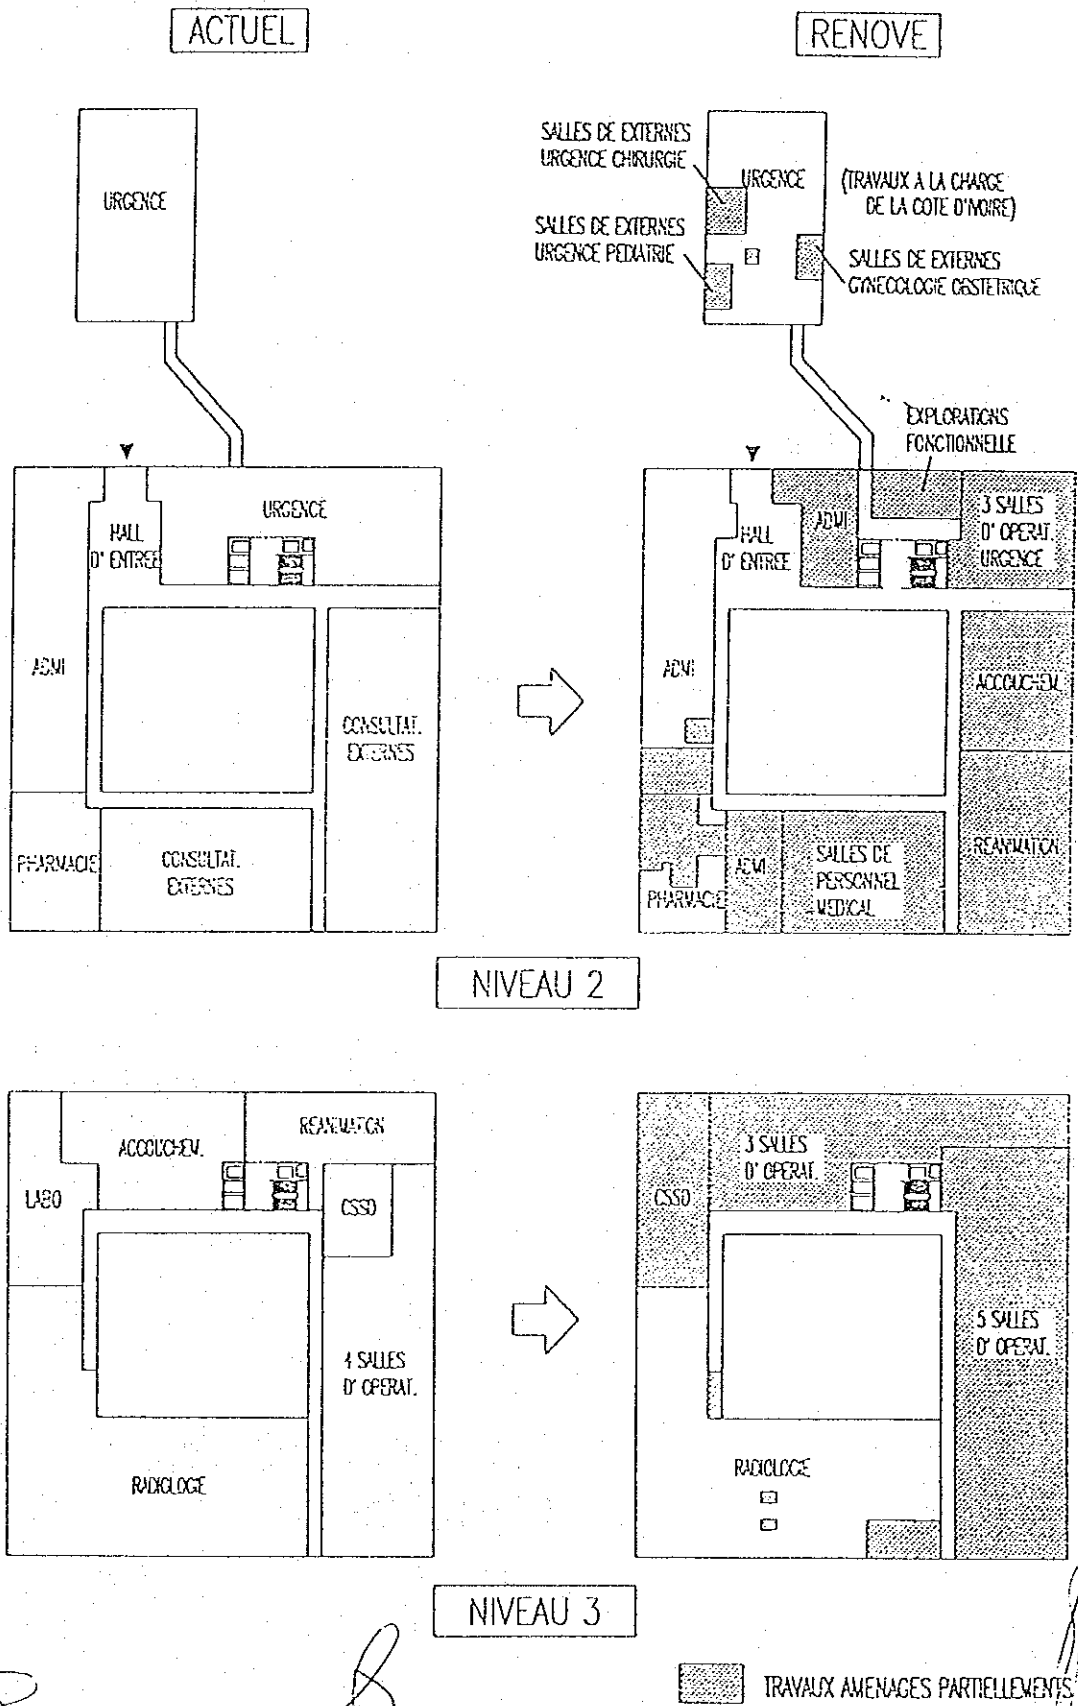 ACTUEL
RENOVE
URGENCE
SALLES DE EXTERNES
URGENCE CHIRURGIE
URGENCE
(TRAVAUX A LA CHARGE
DE LA COTE D'IVOIRE)
SALLES DE EXTERNES
URGENCE PEDIATRIE
SALLES DE EXTERNES
GYNECOLOGIE OBSTETRIQUE
EXPLORATIONS
FONCTIONNELLE
URGENCE
HALL
D' ENTREE
ADMI
CONSULTAT.
EXTERNES
PHARMACIE
CONSULTAT.
EXTERNES
HALL
D' ENTREE
ADMI
3 SALLES
D' OPERAT.
URGENCE
ADMI
ACCOUCHEM.
REANIMATION
PHARMACIE
ADMI
SALLES DE
PERSONNEL
MEDICAL
NIVEAU 2
ACCOUCHEM.
REANIMATION
LABO
CSSD
4 SALLES
D' OPERAT.
RADIOLOGIE
3 SALLES
D' OPERAT.
CSSD
5 SALLES
D' OPERAT.
RADIOLOGIE
NIVEAU 3
TRAVAUX AMENAGES PARTIELLEMENTS